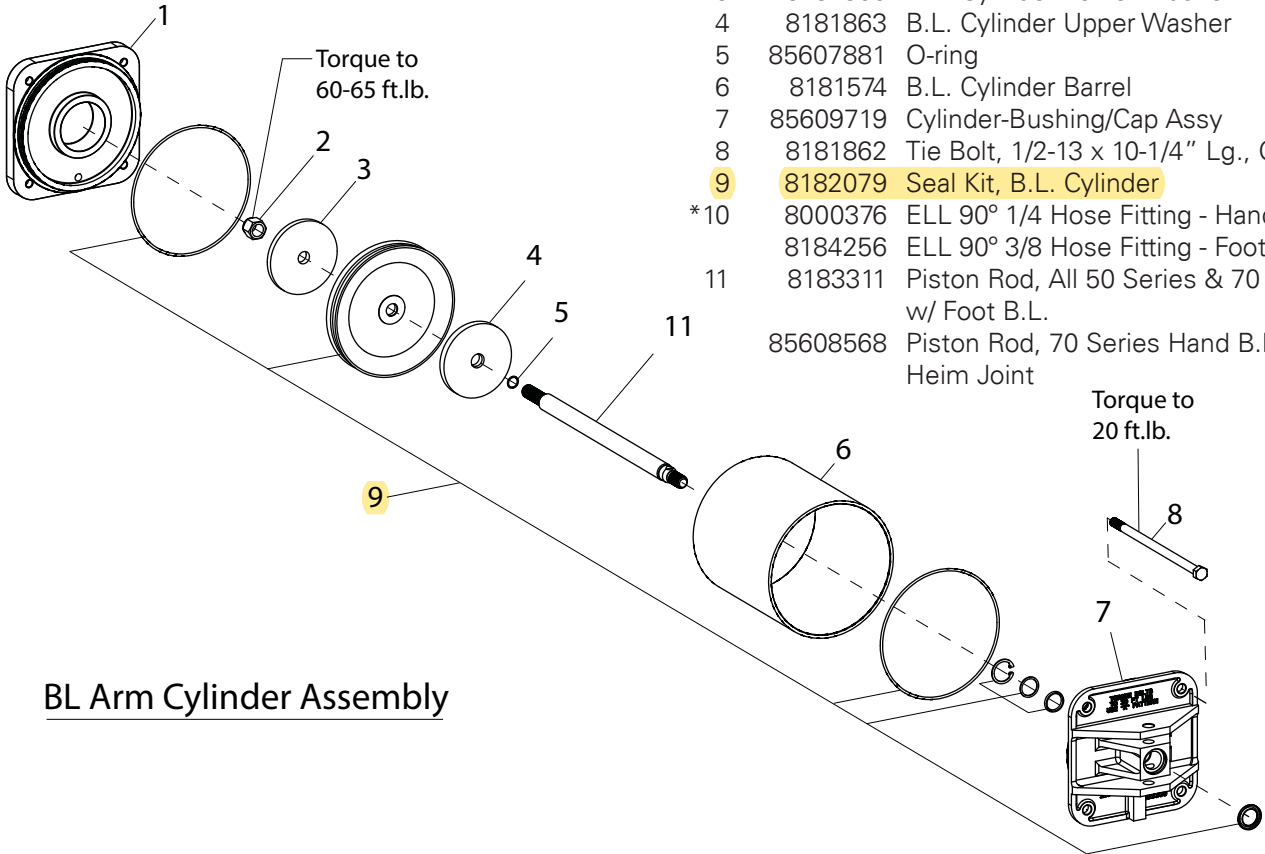 4 8181863 B.L. Cylinder Upper Washer
5 85607881 O-ring
6 8181574 B.L. Cylinder Barrel
7 85609719 Cylinder-Bushing/Cap Assy
8 8181862 Tie Bolt, 1/2-13 x 10-1/4" Lg.,
9 8182079 Seal Kit, B.L. Cylinder
*10 8000376 ELL 90º 1/4 Hose Fitting - Hand
8184256 ELL 90º 3/8 Hose Fitting - Foot
11 8183311 Piston Rod, All 50 Series & 70
w/ Foot B.L.
85608568 Piston Rod, 70 Series Hand B.L
Heim Joint
1
Torque to
60-65 ft.lb.
2
3
4
5
11
6
9
Torque to
20 ft.lb.
8
7
BL Arm Cylinder Assembly